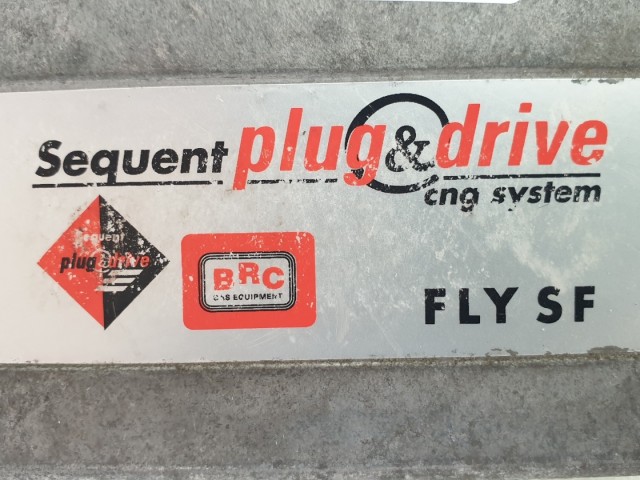 Sequent plug&drive
cng system
sequent
plug&drive
BRC
GAS EQUIPMENT
FLY SF